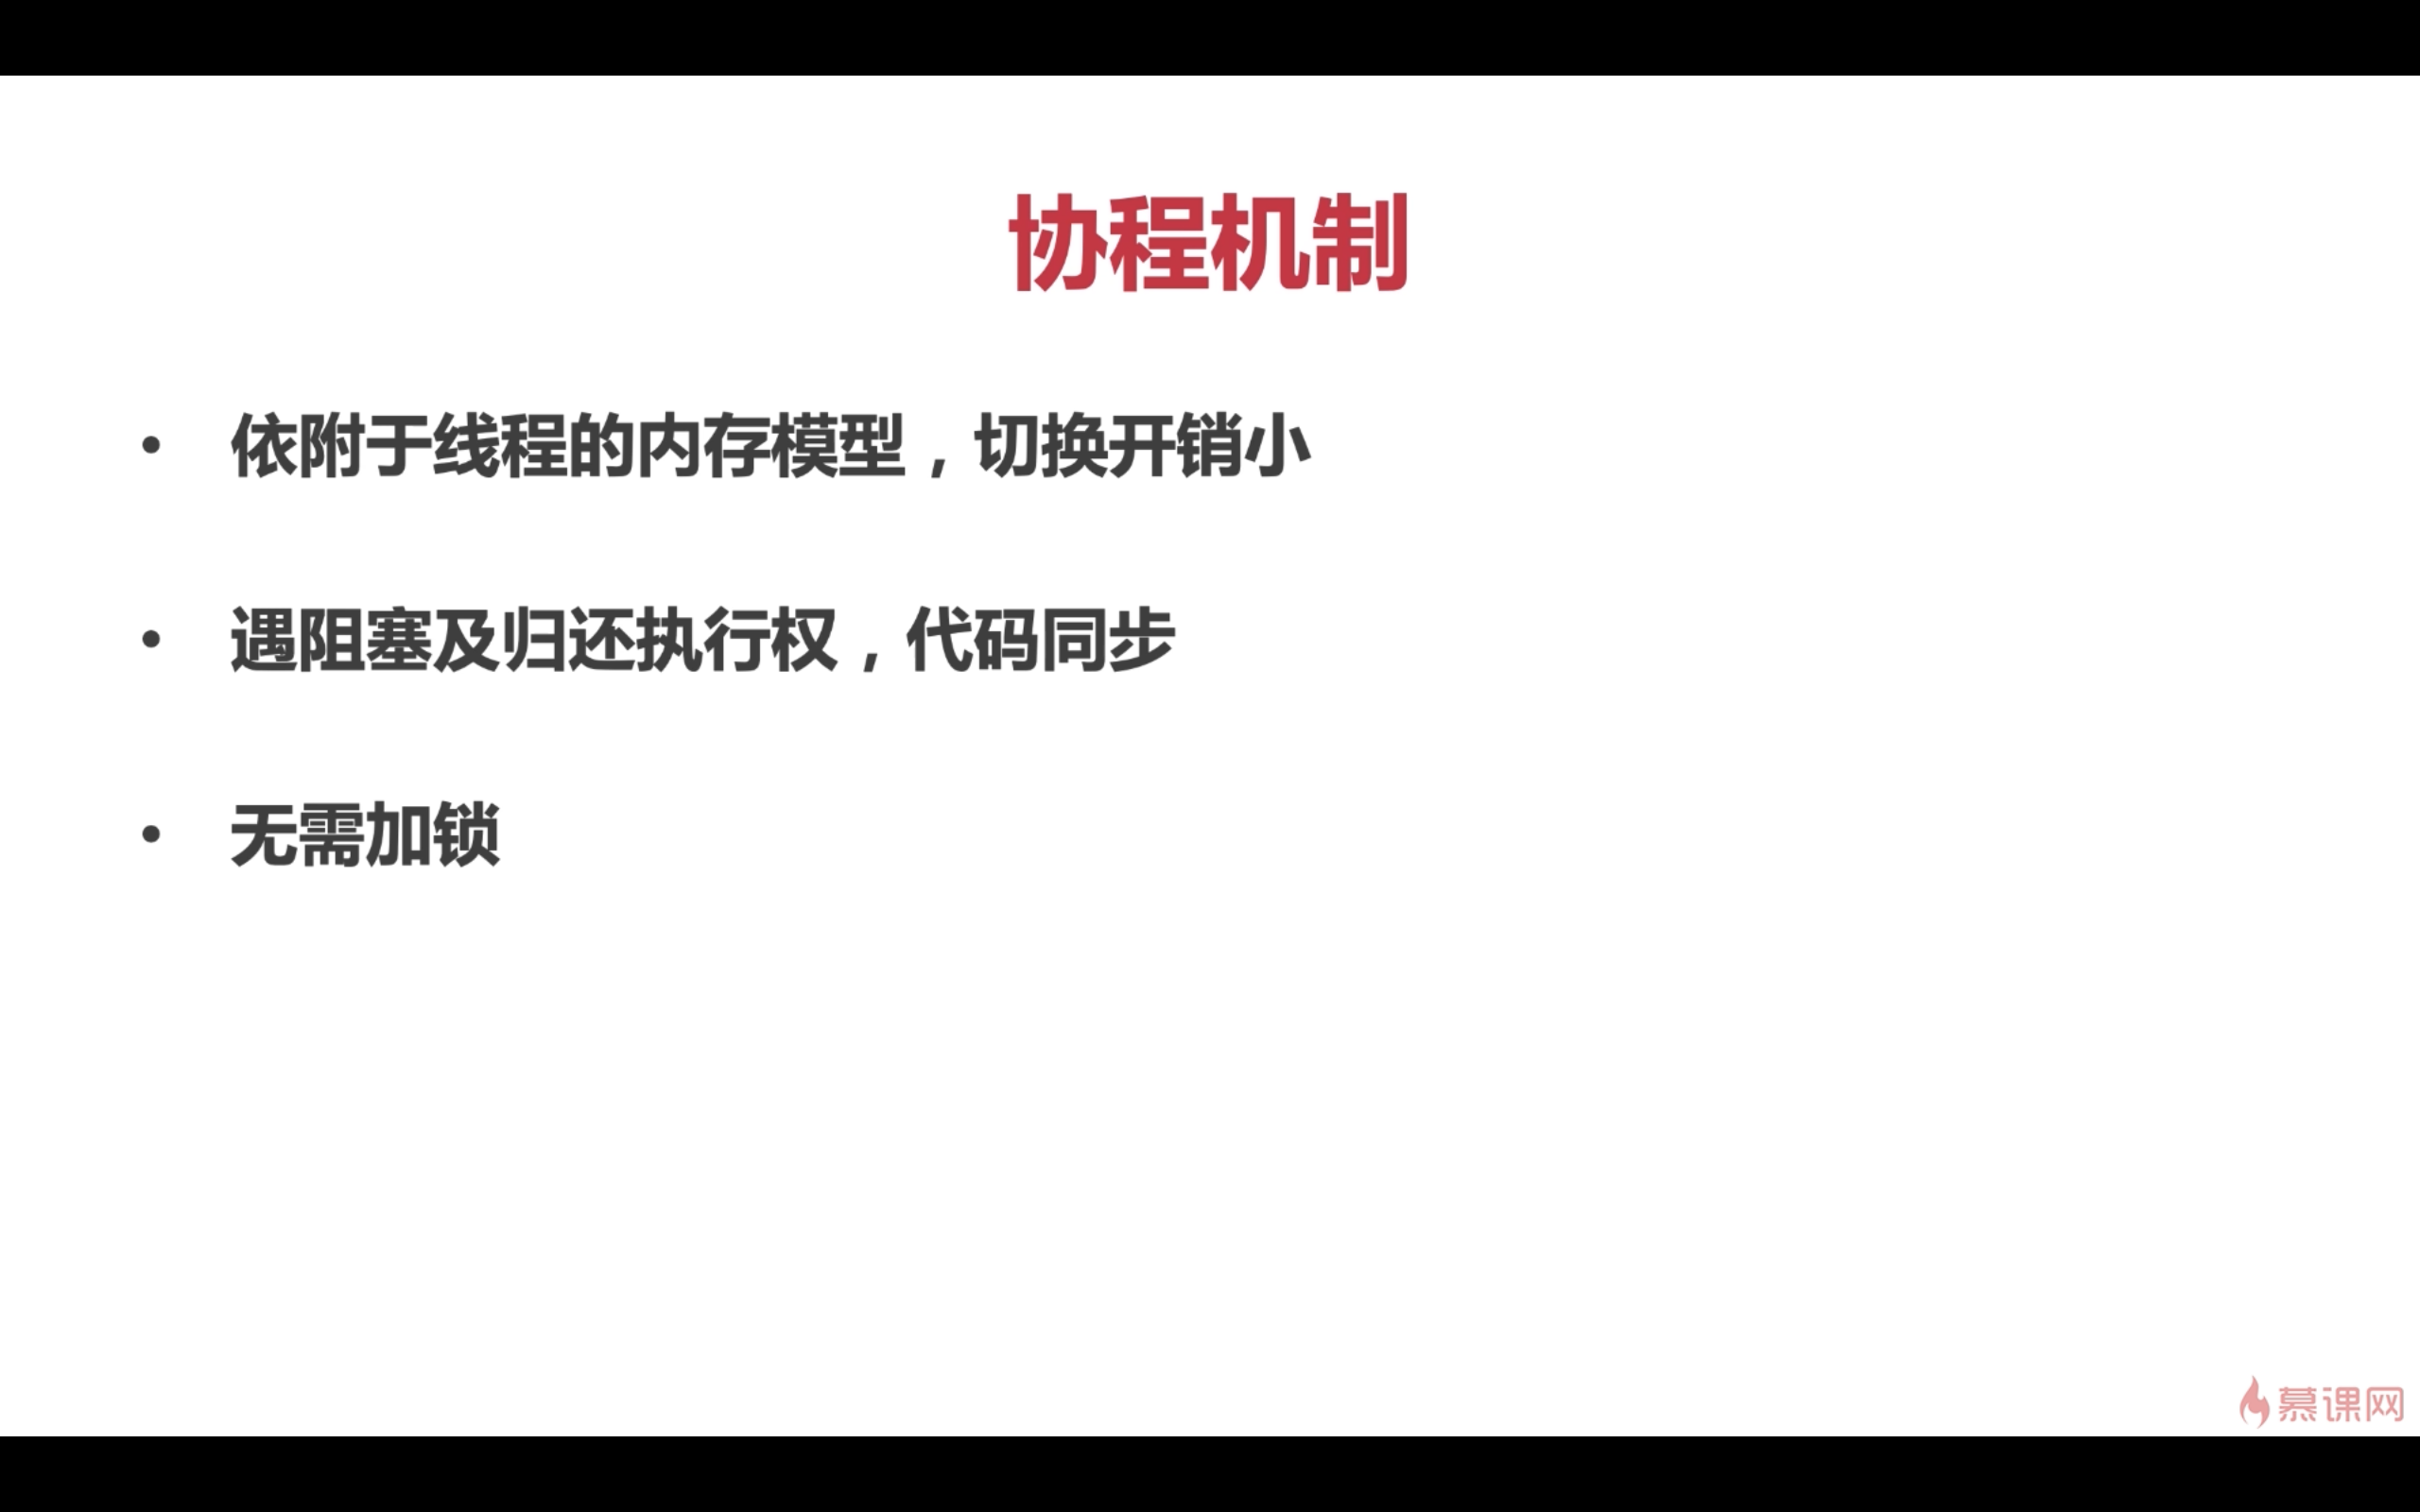 协程机制
• 依附于线程的内存模型，切换开销小
• 遇阻塞及归还执行权，代码同步
• 无需加锁
慕课网